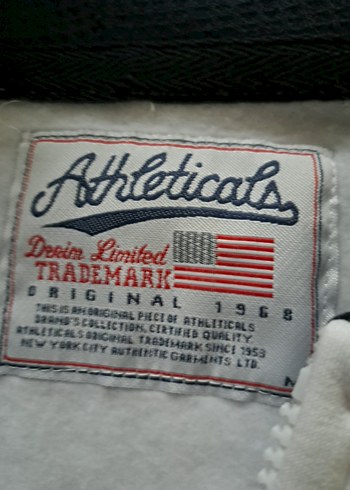 Athleticals
Denim Limited
TRADEMARK
ORIGINAL 1968
THIS IS AN ORIGINAL PIECE OF ATHLETICALS
BRAND'S COLLECTION, CERTIFIED QUALITY.
ATHLETICALS ORIGINAL TRADEMARK SINCE 1953
NEW YORK CITY AUTHENTIC GARMENTS LTD.